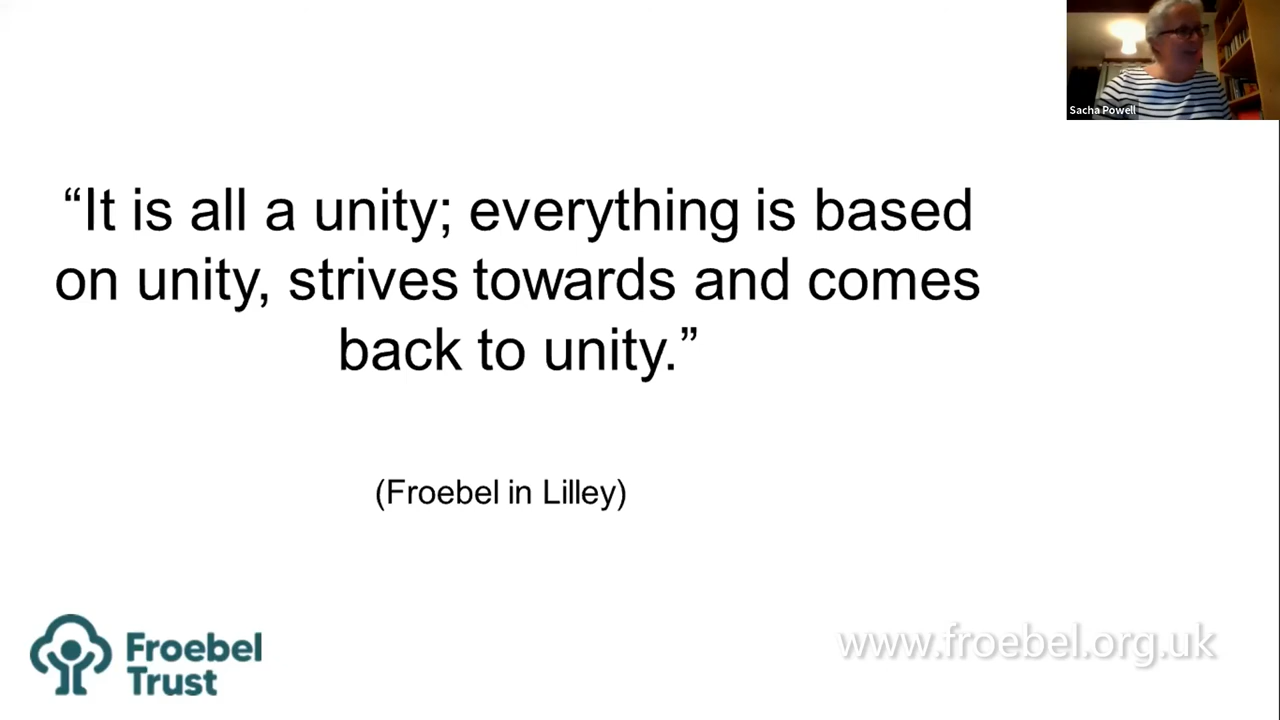 Sacha Powell
“It is all a unity; everything is based
on unity, strives towards and comes
back to unity.”
(Froebel in Lilley)
Froebel
Trust
www.froebel.org.uk